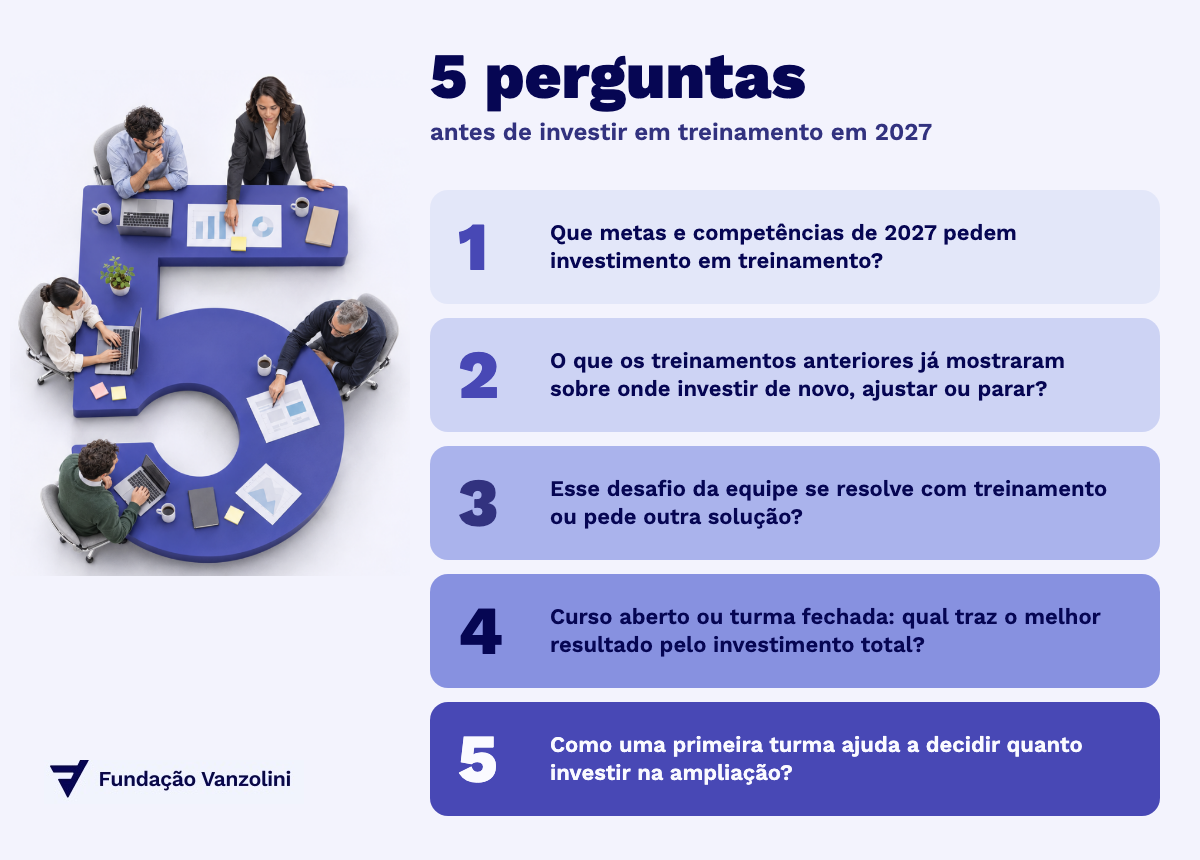 5 perguntas
antes de investir em treinamento em 2027
1
Que metas e competências de 2027 pedem
investimento em treinamento?
2
O que os treinamentos anteriores já mostraram
sobre onde investir de novo, ajustar ou parar?
3
Esse desafio da equipe se resolve com treinamento
ou pede outra solução?
4
Curso aberto ou turma fechada: qual traz o melhor
resultado pelo investimento total?
5
Como uma primeira turma ajuda a decidir quanto
investir na ampliação?
Fundação Vanzolini